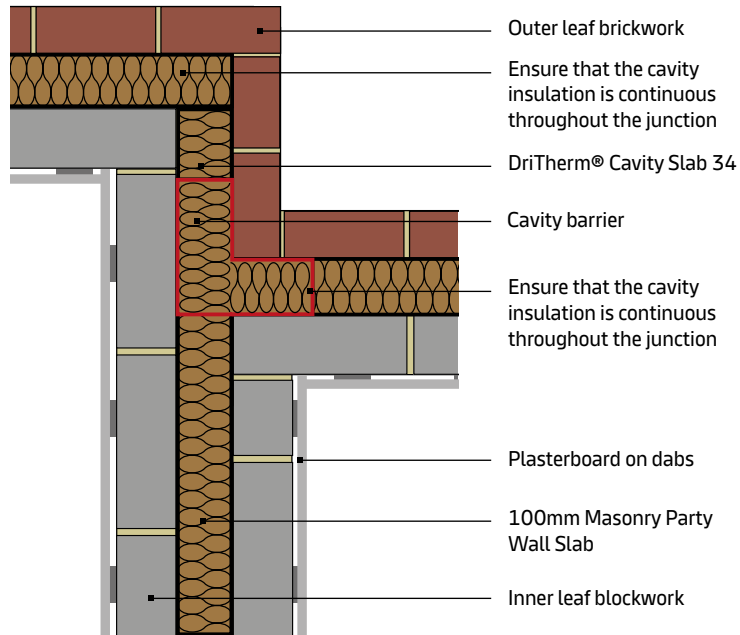 Outer leaf brickwork
Ensure that the cavity
insulation is continuous
throughout the junction
DriTherm® Cavity Slab 34
Cavity barrier
Ensure that the cavity
insulation is continuous
throughout the junction
Plasterboard on dabs
100mm Masonry Party
Wall Slab
Inner leaf blockwork